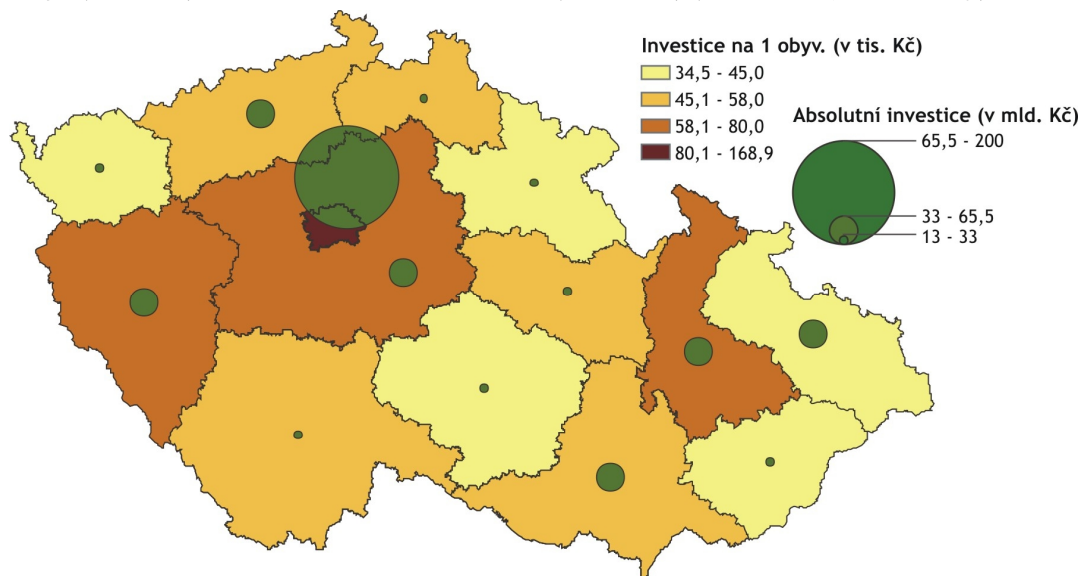 Investice na 1 obyv. (v tis. Kč)
34,5 - 45,0
45,1 - 58,0
58,1 - 80,0
80,1 - 168,9
Absolutní investice (v mld. Kč)
65,5 - 200
33 - 65,5
13 - 33